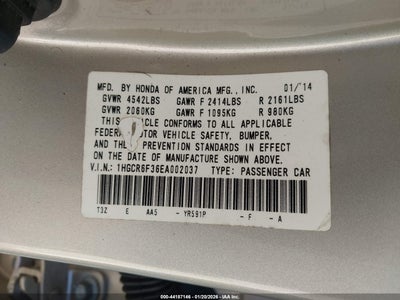 MFD. BY HONDA OF AMERICA MFG., INC. 01/'14
GVWR 4542LBS GAWR F 2414LBS R 2161LBS
GVWR 2060KG GAWR F 1095KG R 980KG
THIS VEHICLE CONFORMS TO ALL APPLICABLE
FEDERAL MOTOR VEHICLE SAFETY, BUMPER,
AND THEFT PREVENTION STANDARDS IN EFFECT
ON THE DATE OF MANUFACTURE SHOWN ABOVE.
V.I.N.: 1HGCR6F36EA002037 TYPE: PASSENGER CAR
T3Z E AA5 - YR591P - F - A
000-44187146 - 01/20/2026 - IAA Inc.